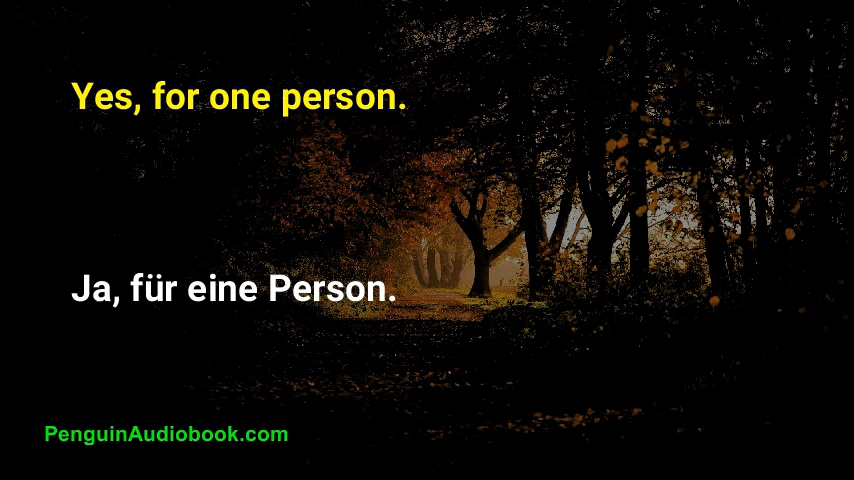 Yes, for one person.
Ja, für eine Person.
PenguinAudiobook.com